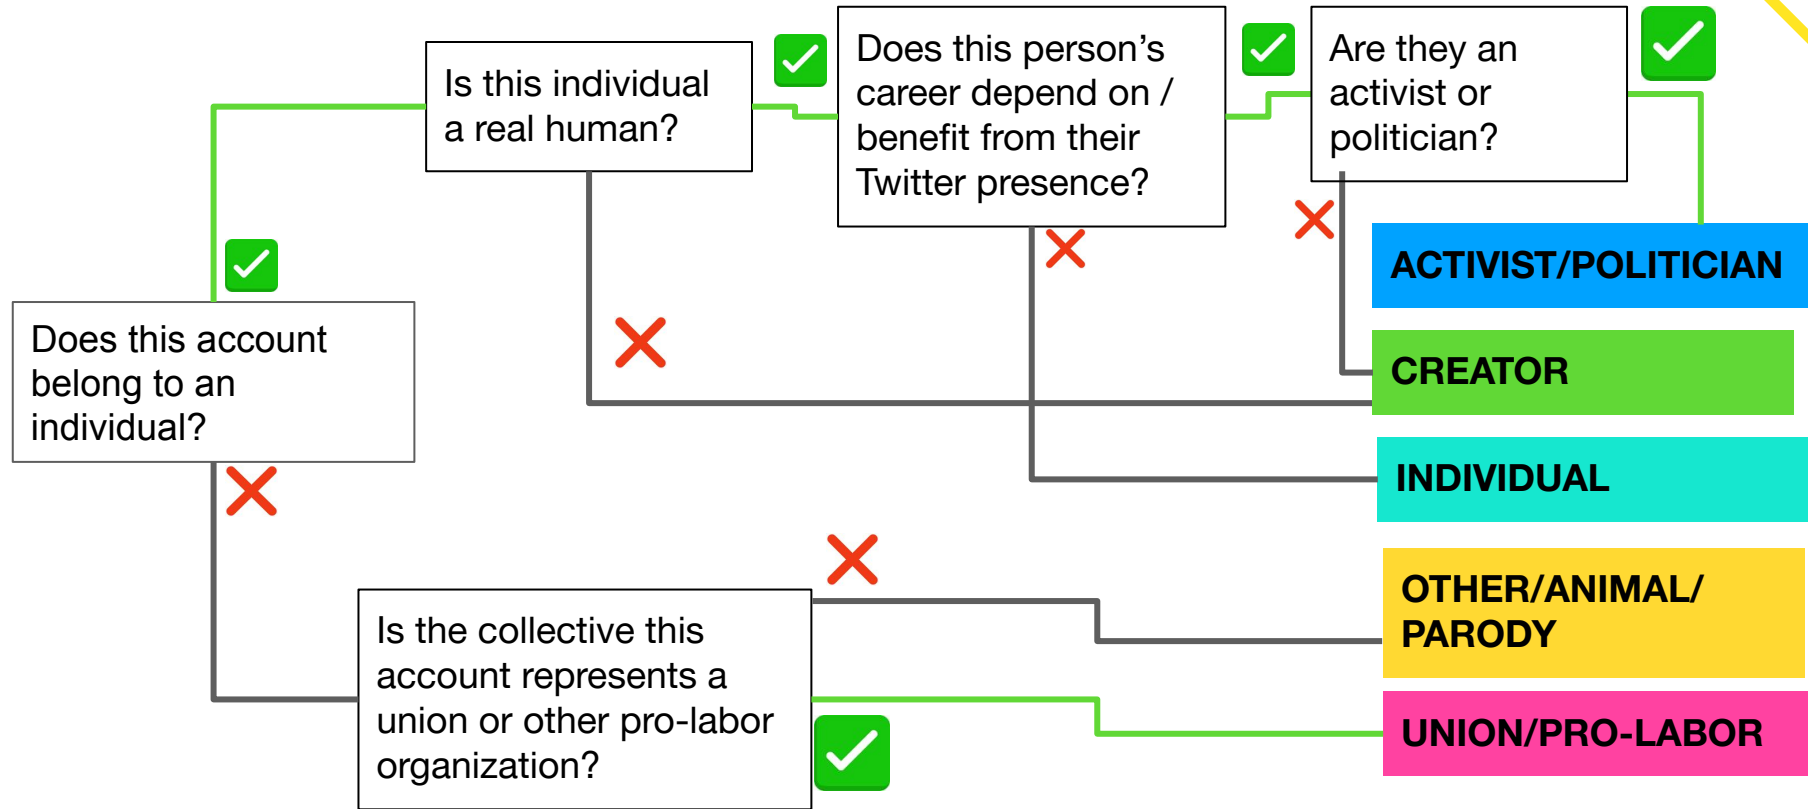 Is this individual
a real human?
Does this person’s
career depend on /
benefit from their
Twitter presence?
Are they an
activist or
politician?
Does this account
belong to an
individual?
Is the collective this
account represents a
union or other pro-labor
organization?
ACTIVIST/POLITICIAN
CREATOR
INDIVIDUAL
OTHER/ANIMAL/
PARODY
UNION/PRO-LABOR